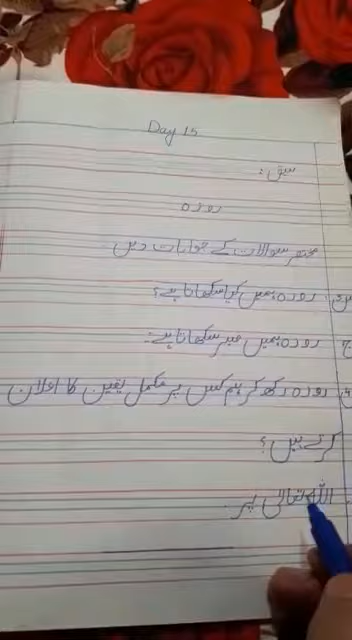 Day 15
سبق :
روزہ
مختصر سوالات کے جوابات دیں
س: روزہ ہمیں کیا سکھاتا ہے؟
ج روزہ ہمیں صبر سکھاتا ہے۔
س روزہ رکھ کر ہم کس پر مکمل یقین کا اعلان
کرتے ہیں؟
اللہ تعالیٰ پر